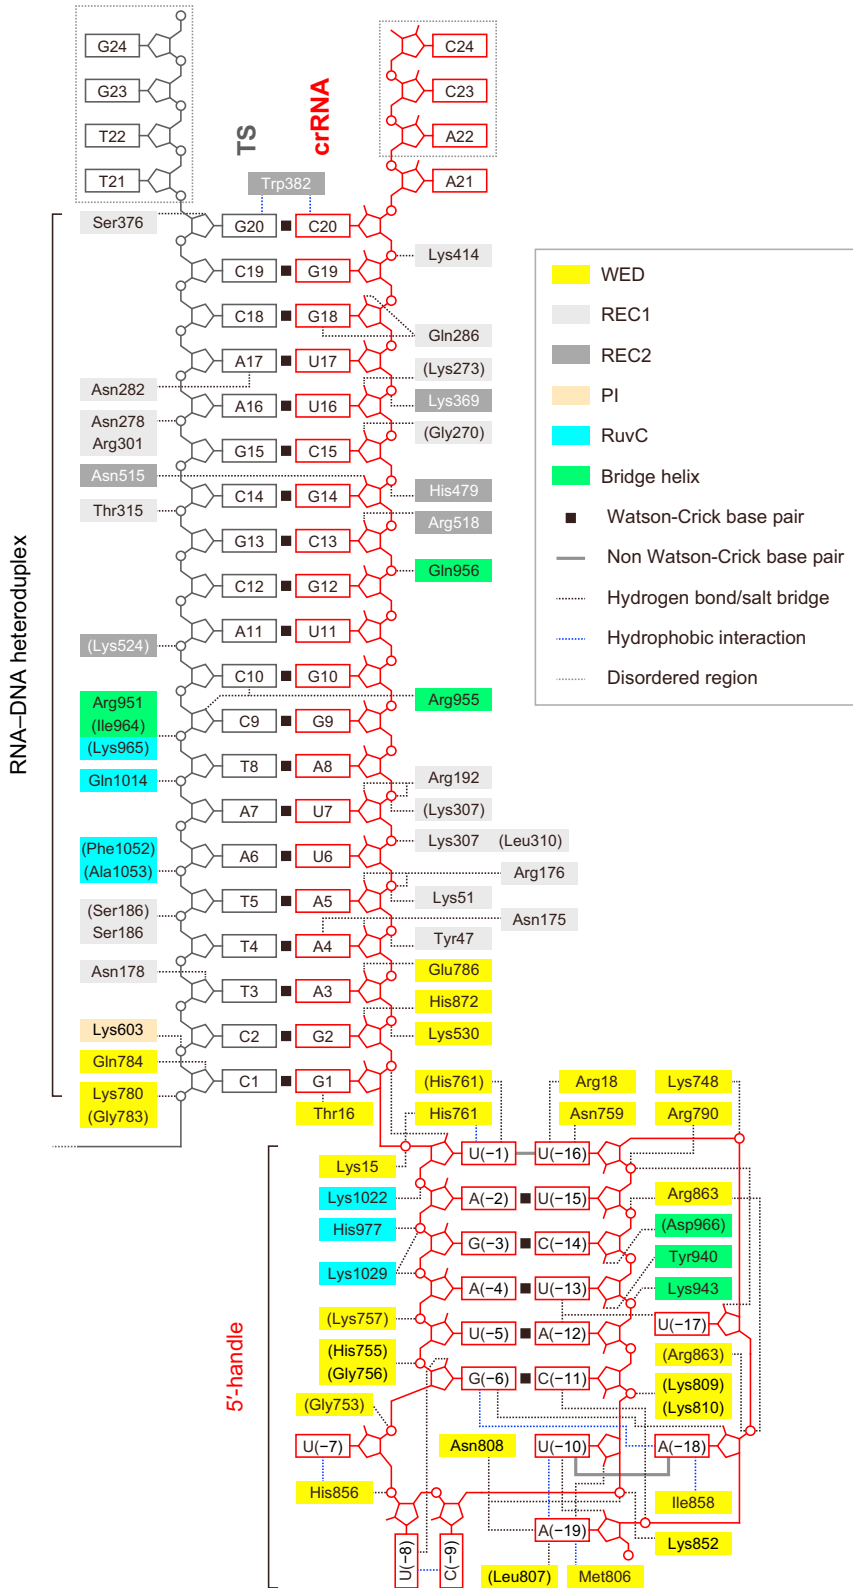 G24
C24
G23
C23
T22
A22
TS
crRNA
T21
A21
Trp382
Ser376
G20
C20
Lys414
C19
G19
C18
G18
Gln286
A17
U17
(Lys273)
Asn282
A16
U16
Lys369
Asn278
Arg301
(Gly270)
G15
C15
Asn515
C14
G14
His479
Thr315
Arg518
G13
C13
Gln956
C12
G12
A11
U11
(Lys524)
C10
G10
Arg951
(Ile964)
(Lys965)
Arg955
C9
G9
T8
A8
Arg192
Gln1014
A7
U7
(Lys307)
Lys307
(Leu310)
(Phe1052)
(Ala1053)
A6
U6
Arg176
T5
A5
Lys51
(Ser186)
Ser186
Asn175
T4
A4
Tyr47
Asn178
Glu786
T3
A3
His872
Lys603
C2
G2
Lys530
Gln784
C1
G1
Lys780
(Gly783)
Thr16
RNA–DNA heteroduplex
WED
REC1
REC2
PI
RuvC
Bridge helix
Watson-Crick base pair
Non Watson-Crick base pair
Hydrogen bond/salt bridge
Hydrophobic interaction
Disordered region
(His761)
Arg18
Lys748
His761
Asn759
Arg790
Lys15
U(−1)
U(−16)
Lys1022
A(−2)
U(−15)
Arg863
His977
(Asp966)
G(−3)
C(−14)
Tyr940
Lys1029
A(−4)
U(−13)
Lys943
(Lys757)
U(−5)
A(−12)
U(−17)
(His755)
(Gly756)
(Arg863)
G(−6)
C(−11)
(Lys809)
(Lys810)
(Gly753)
U(−7)
Asn808
U(−10)
A(−18)
His856
Ile858
A(−19)
Lys852
U(−8)
C(−9)
(Leu807)
Met806
5′-handle